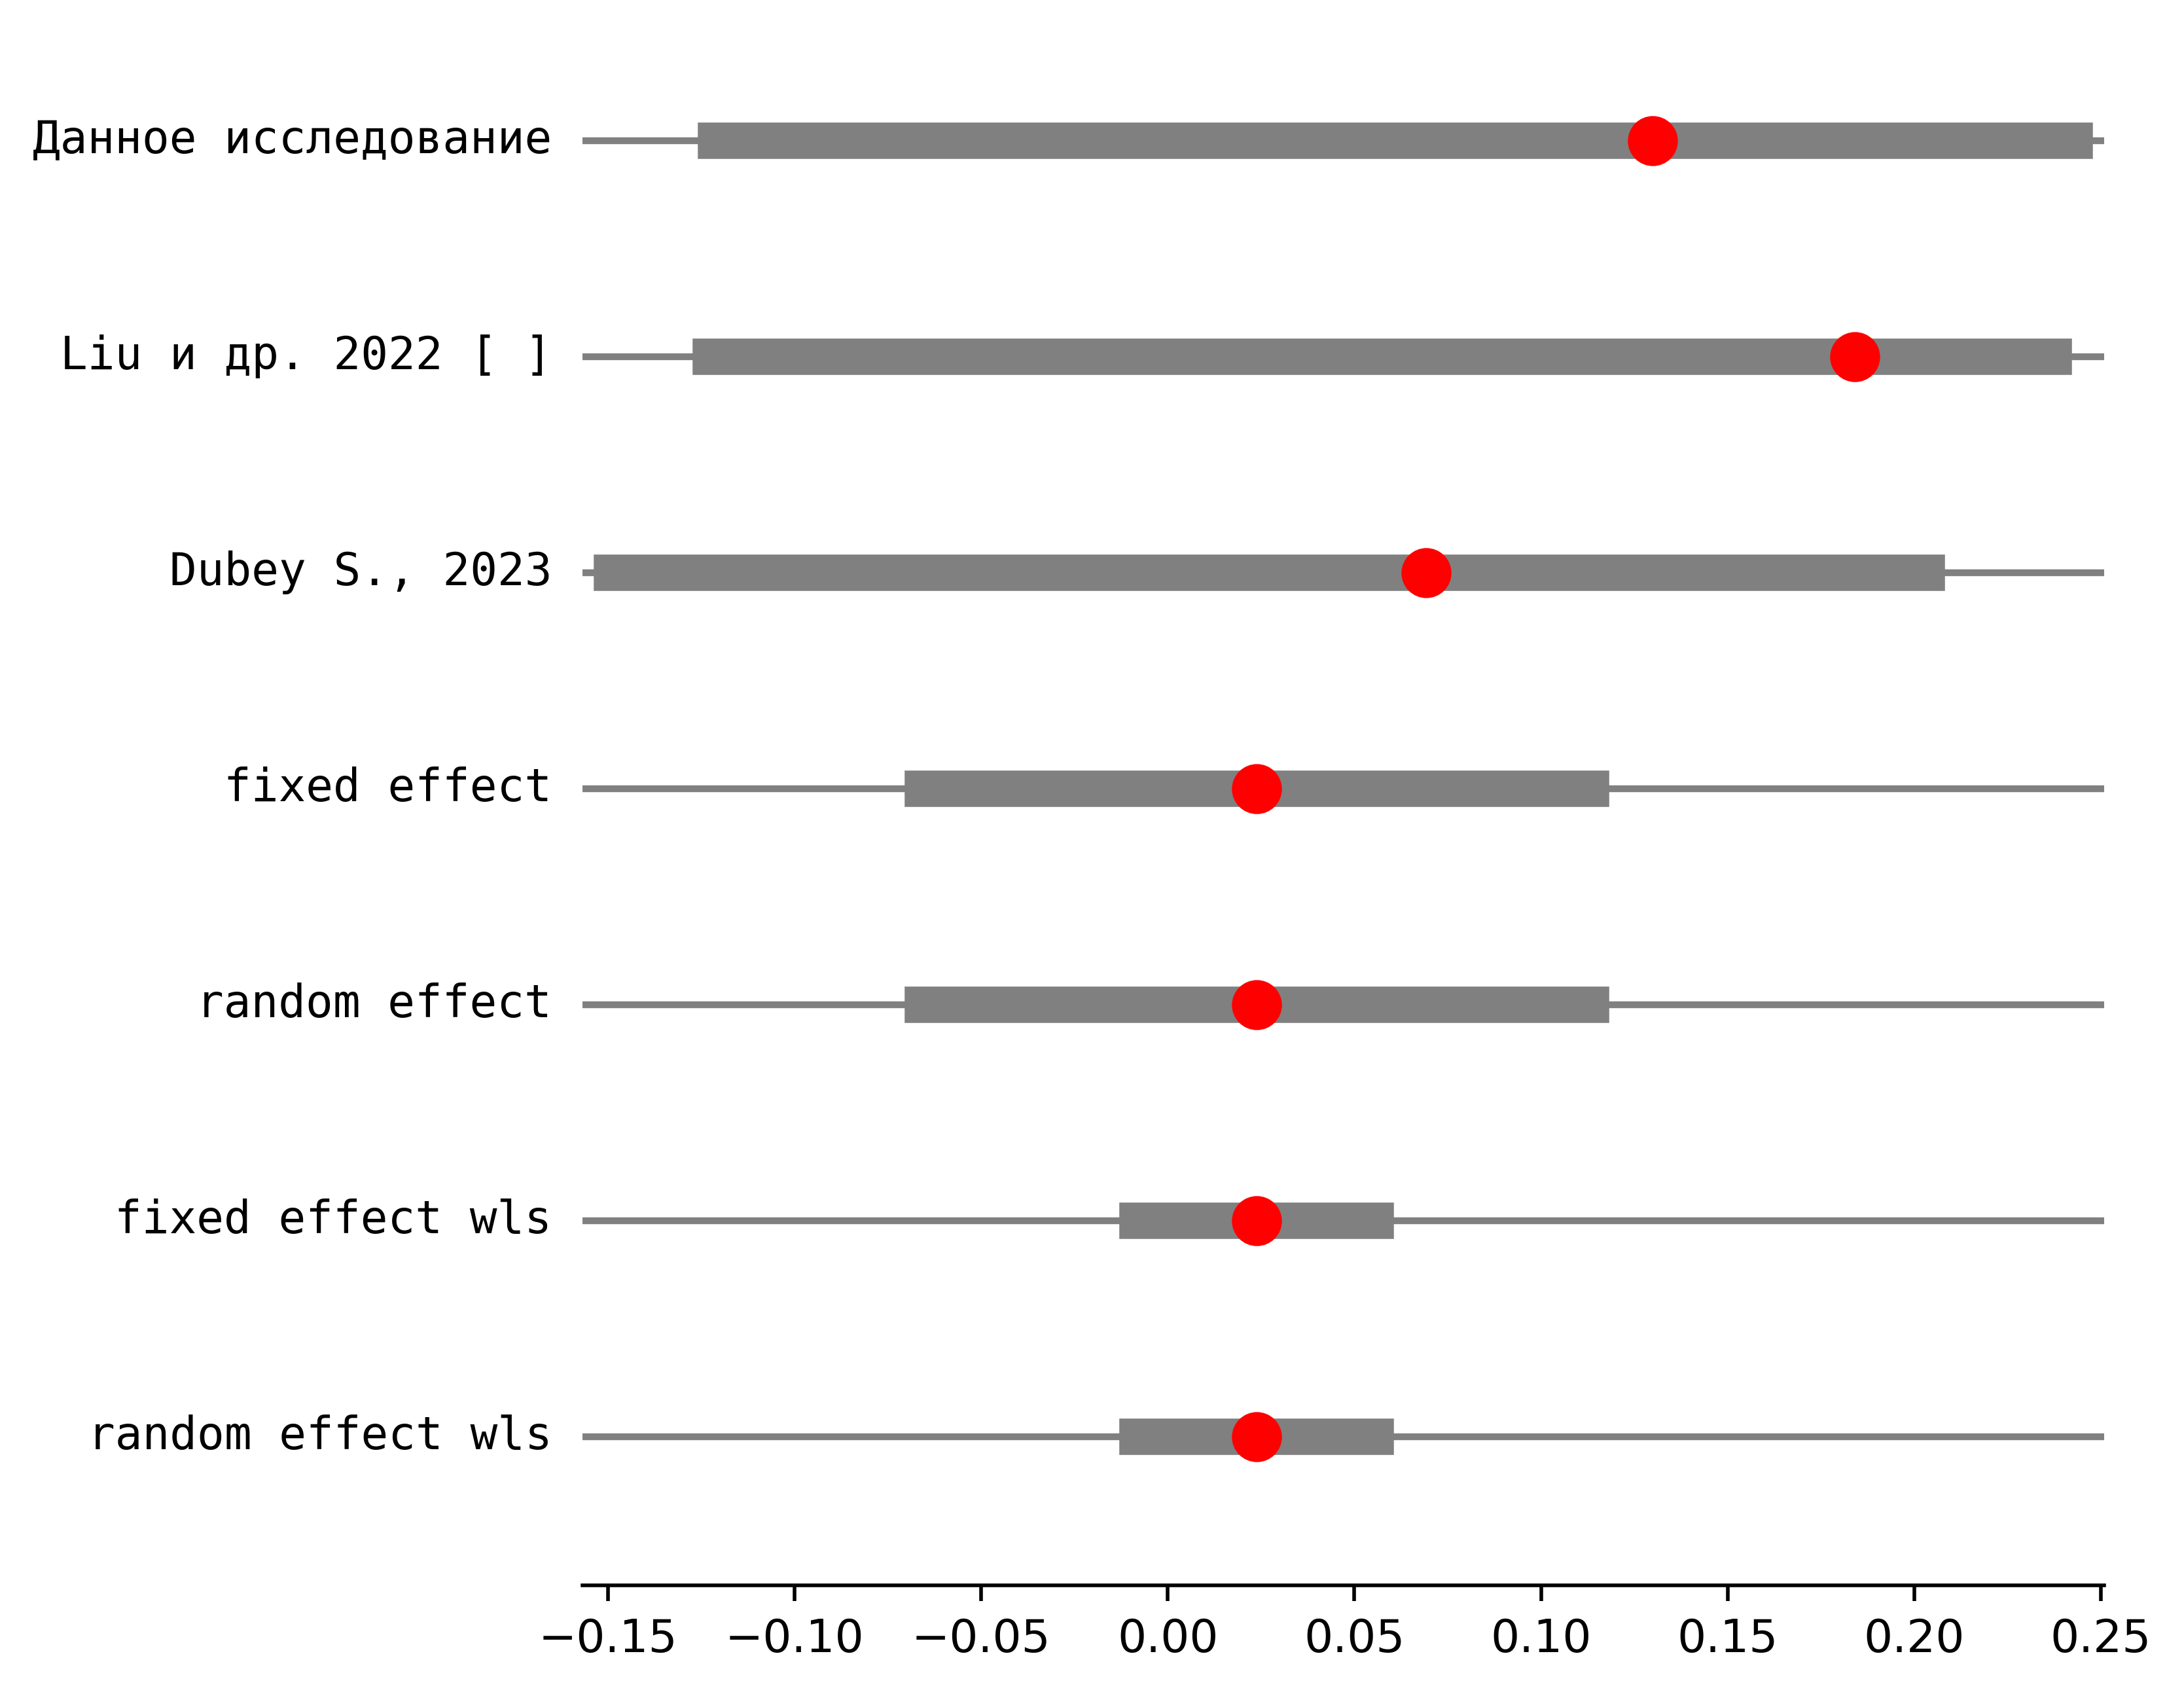 Данное исследование
Liu и др. 2022 [ ]
Dubey S., 2023
fixed effect
random effect
fixed effect wls
random effect wls
−0.15 −0.10 −0.05 0.00 0.05 0.10 0.15 0.20 0.25